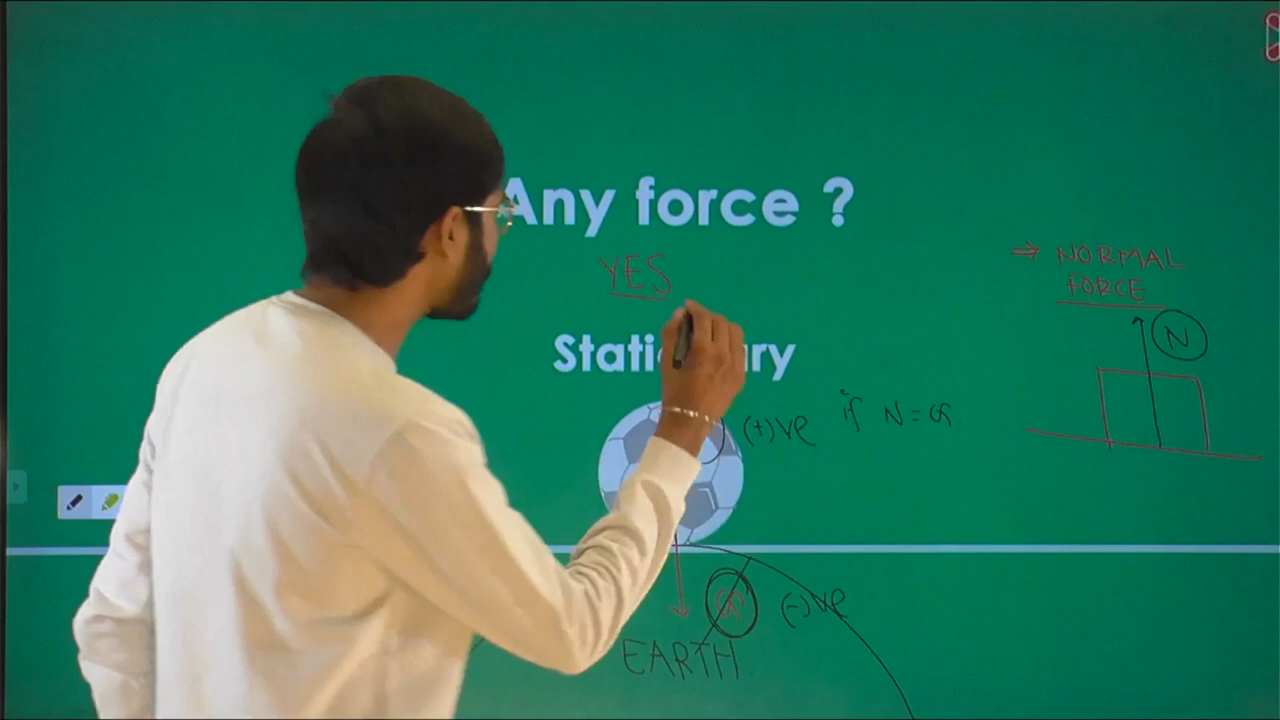 Any force ?
YES
⇒ NORMAL
FORCE
N
(+)ve if N = G
G
(-)ve
EARTH